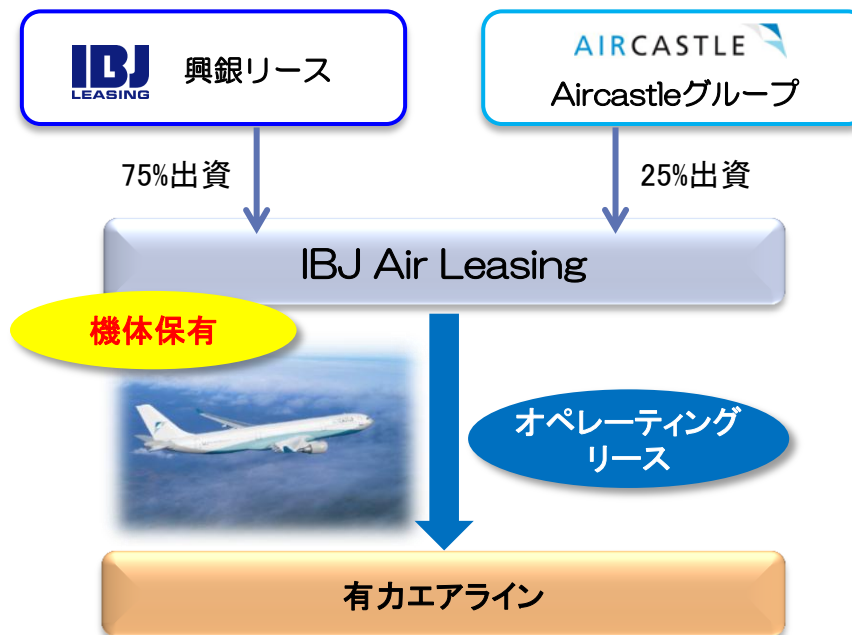 IBJ
LEASING
興銀リース
AIRCASTLE
Aircastleグループ
75%出資
25%出資
IBJ Air Leasing
機体保有
オペレーティング
リース
有力エアライン